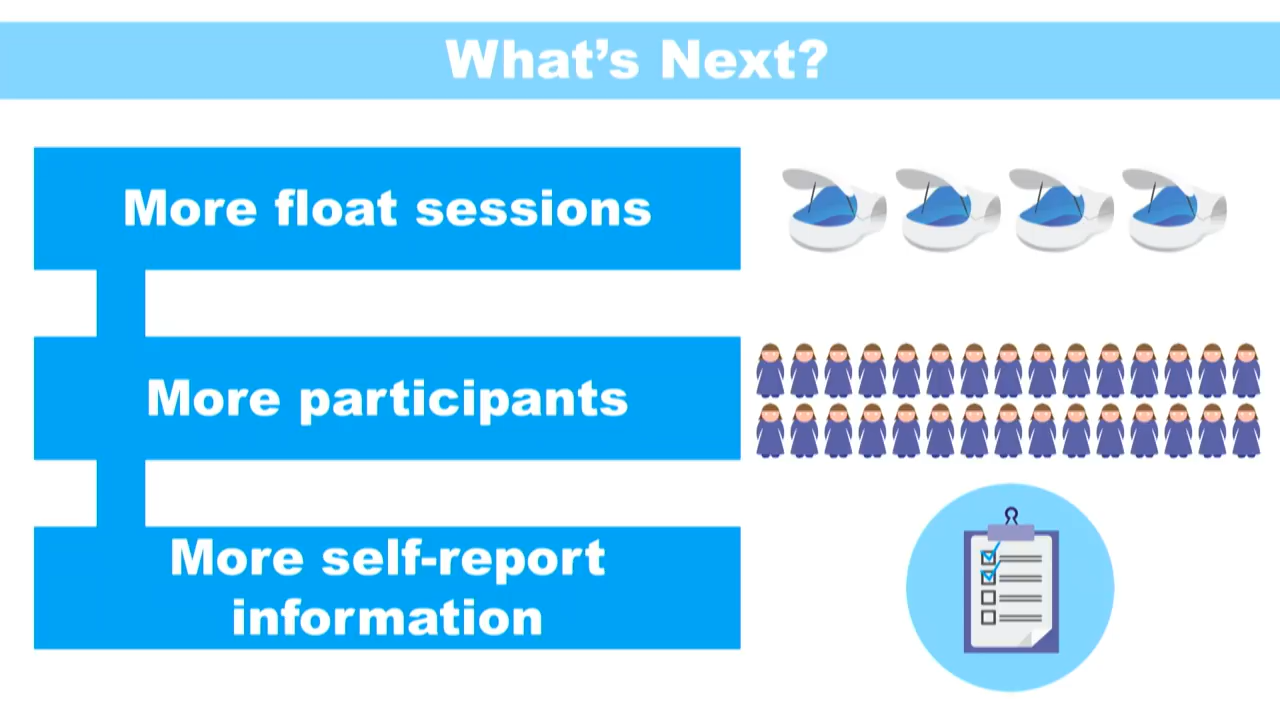 What’s Next?
More float sessions
More participants
More self-report
information